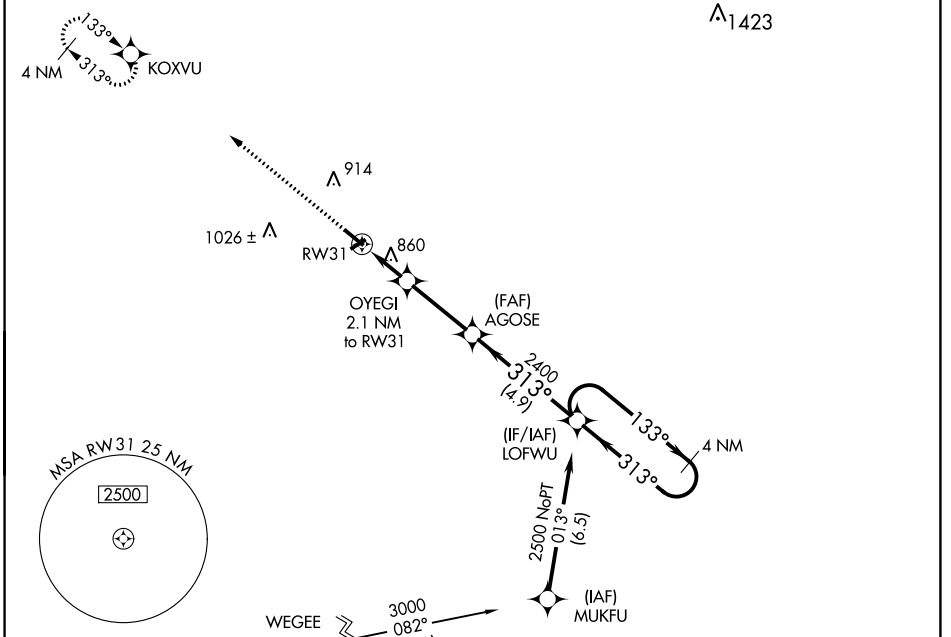 133°
313°
4 NM
KOXVU
1423
914
1026 ±
RW31
860
OYEGI
2.1 NM
to RW31
(FAF)
AGOSE
2400
313°
(4.9)
(IF/IAF)
LOFWU
133°
313°
4 NM
MSA RW31 25 NM
2500
2500 NoPT
013°
(6.5)
(IAF)
MUKFU
WEGEE
3000
082°